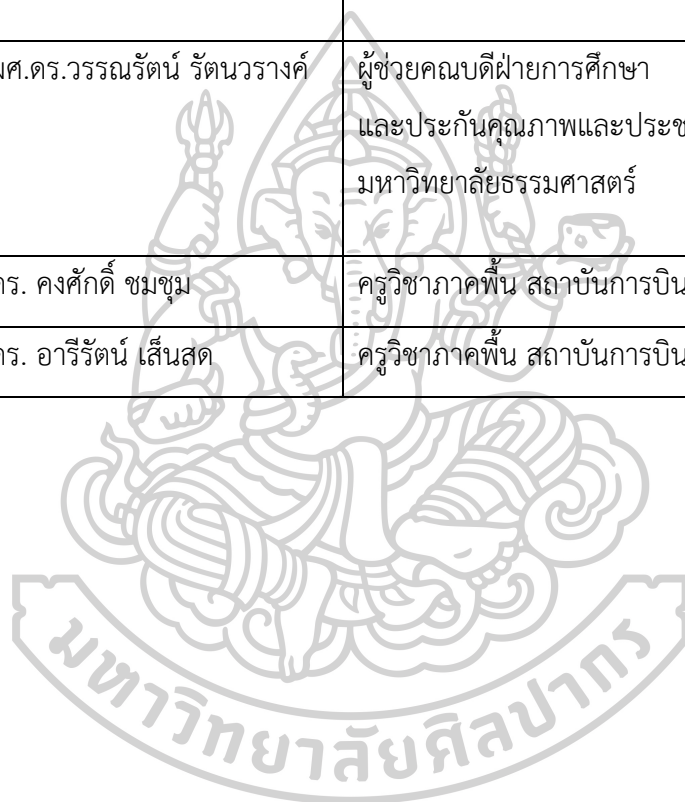 ผศ.ดร.วรรณรัตน์ รัตนวรางค์
ผู้ช่วยคณบดีฝ่ายการศึกษา
และประกันคุณภาพและประช
มหาวิทยาลัยธรรมศาสตร์
ดร. คงศักดิ์ ชมชุม
ครูวิชาภาคพื้น สถาบันการบิน
ดร. อารีรัตน์ เส็นสด
ครูวิชาภาคพื้น สถาบันการบิน
มหาวิทยาลัยศิลปากร